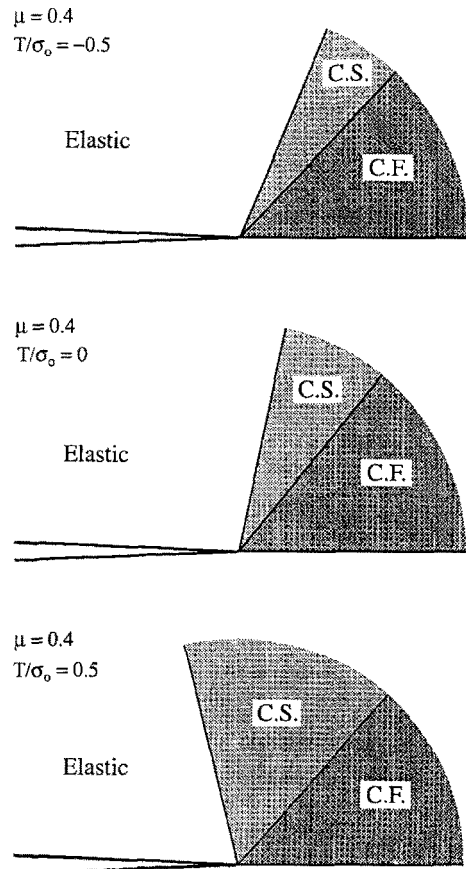 μ = 0.4
T/σₒ = −0.5
C.S.
Elastic
C.F.
μ = 0.4
T/σₒ = 0
C.S.
Elastic
C.F.
μ = 0.4
T/σₒ = 0.5
C.S.
Elastic
C.F.